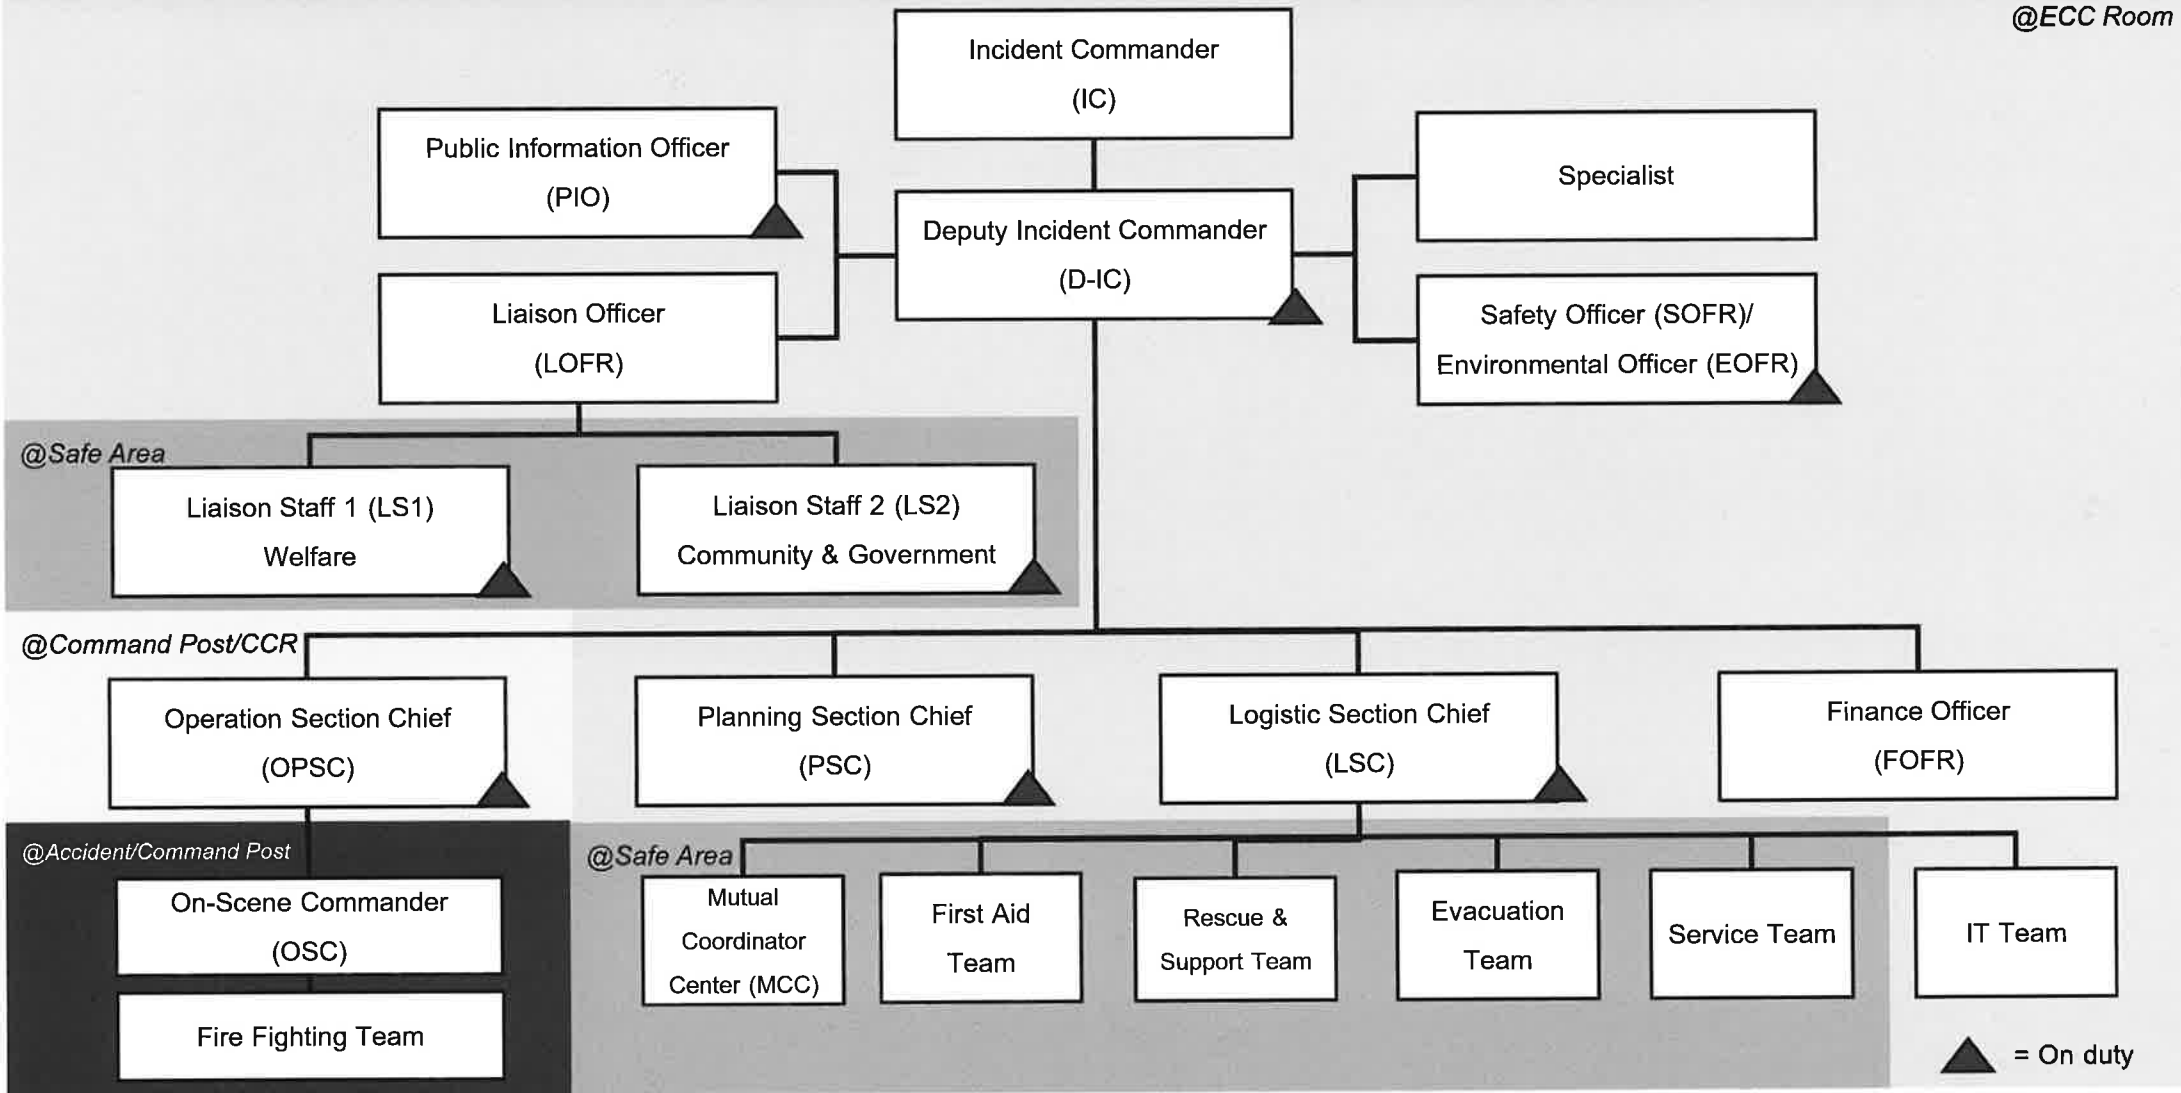 @ECC Room
Incident Commander
(IC)
Public Information Officer
(PIO)
Specialist
Deputy Incident Commander
(D-IC)
Liaison Officer
(LOFR)
Safety Officer (SOFR)/
Environmental Officer (EOFR)
@Safe Area
Liaison Staff 1 (LS1)
Welfare
Liaison Staff 2 (LS2)
Community & Government
@Command Post/CCR
Operation Section Chief
(OPSC)
Planning Section Chief
(PSC)
Logistic Section Chief
(LSC)
Finance Officer
(FOFR)
@Accident/Command Post
On-Scene Commander
(OSC)
Fire Fighting Team
@Safe Area
Mutual
Coordinator
Center (MCC)
First Aid
Team
Rescue &
Support Team
Evacuation
Team
Service Team
IT Team
= On duty